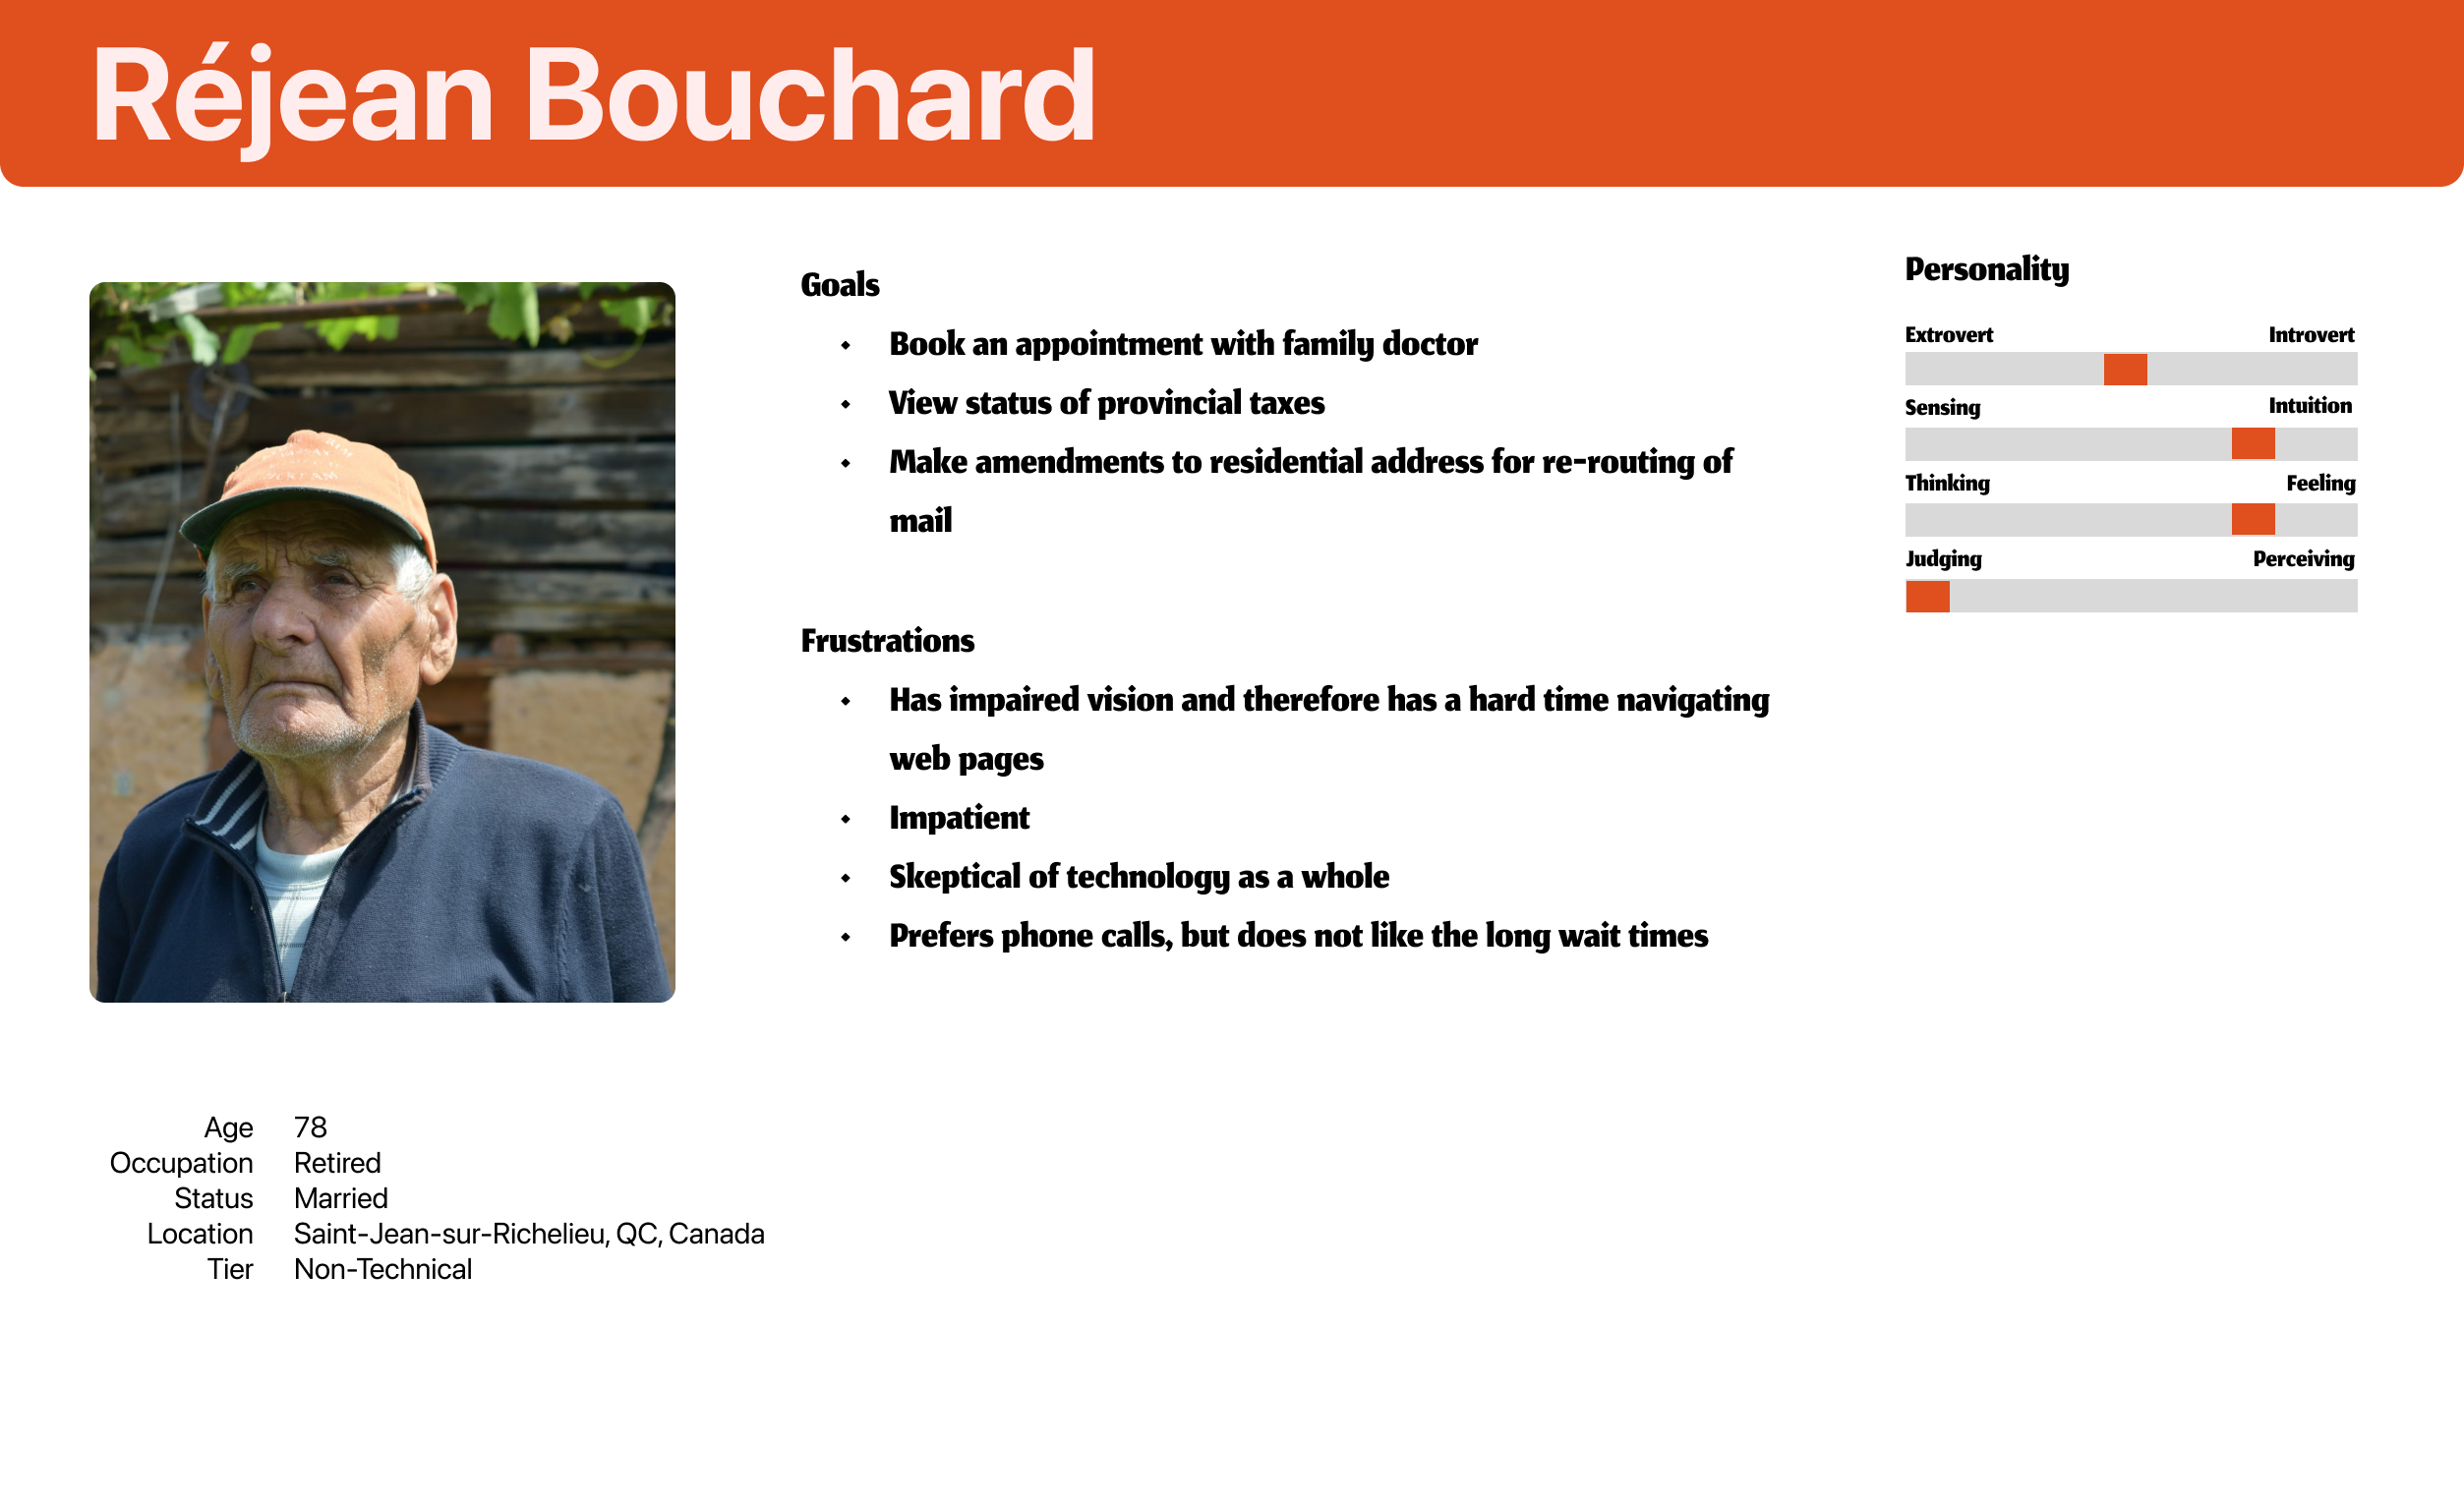 Réjean Bouchard
Goals
Book an appointment with family doctor
View status of provincial taxes
Make amendments to residential address for re-routing of
mail
Frustrations
Has impaired vision and therefore has a hard time navigating
web pages
Impatient
Skeptical of technology as a whole
Prefers phone calls, but does not like the long wait times
Personality
Extrovert Introvert
Sensing Intuition
Thinking Feeling
Judging Perceiving
Age 78
Occupation Retired
Status Married
Location Saint-Jean-sur-Richelieu, QC, Canada
Tier Non-Technical